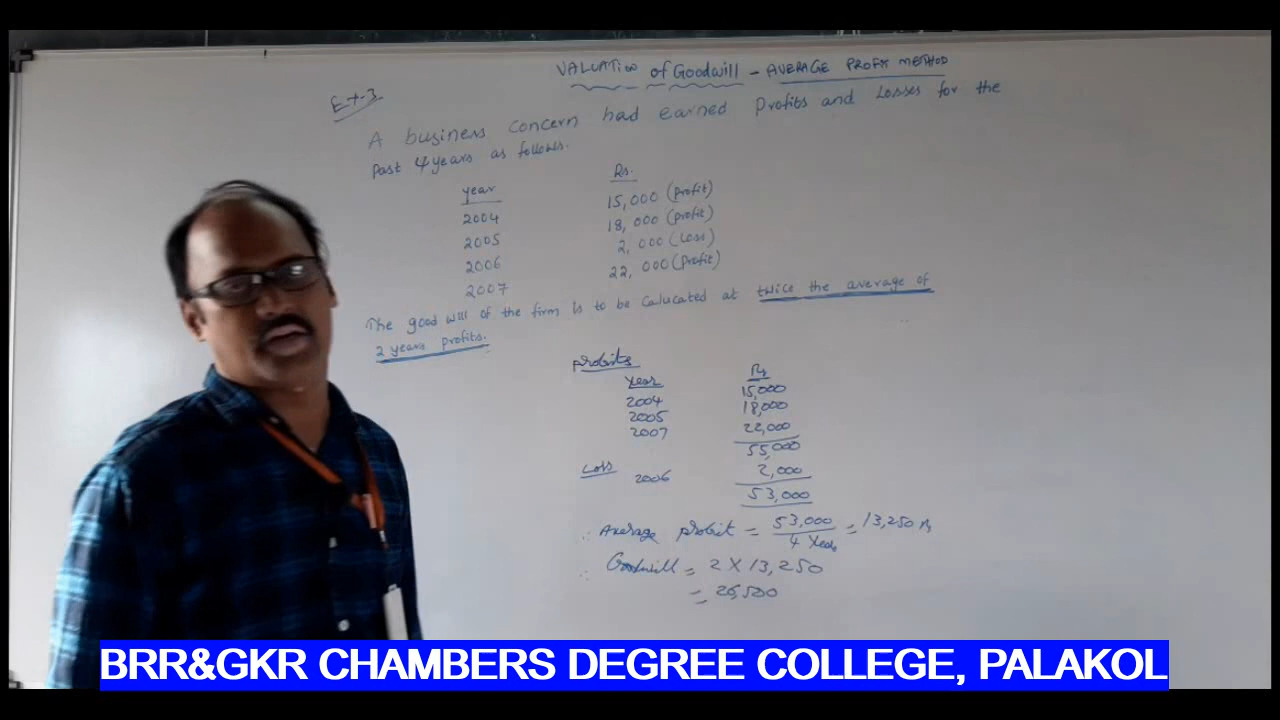 VALUATION of Goodwill - AVERAGE PROFIT METHOD
Ex-3
A business concern had earned profits and Losses for the
Past 4 years as follows.
year Rs.
2004 15,000 (profit)
2005 18,000 (profit)
2006 2,000 (Loss)
2007 22,000 (profit)
The good will of the firm is to be calucated at twice the average of
2 years profits.
Profits
Year Rs
2004 15,000
2005 18,000
2007 22,000
55,000
Loss
2006 2,000
53,000
∴ Average profit = 53,000 / 4 Years = 13,250 Rs
∴ Goodwill = 2 X 13,250
= 26,500
BRR&GKR CHAMBERS DEGREE COLLEGE, PALAKOL